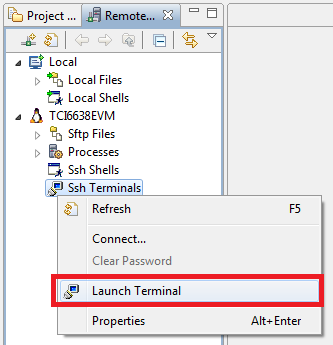 Project ...
Remote...
Local
Local Files
Local Shells
TCI6638EVM
Sftp Files
Processes
Ssh Shells
Ssh Terminals
Refresh F5
Connect...
Clear Password
Launch Terminal
Properties Alt+Enter